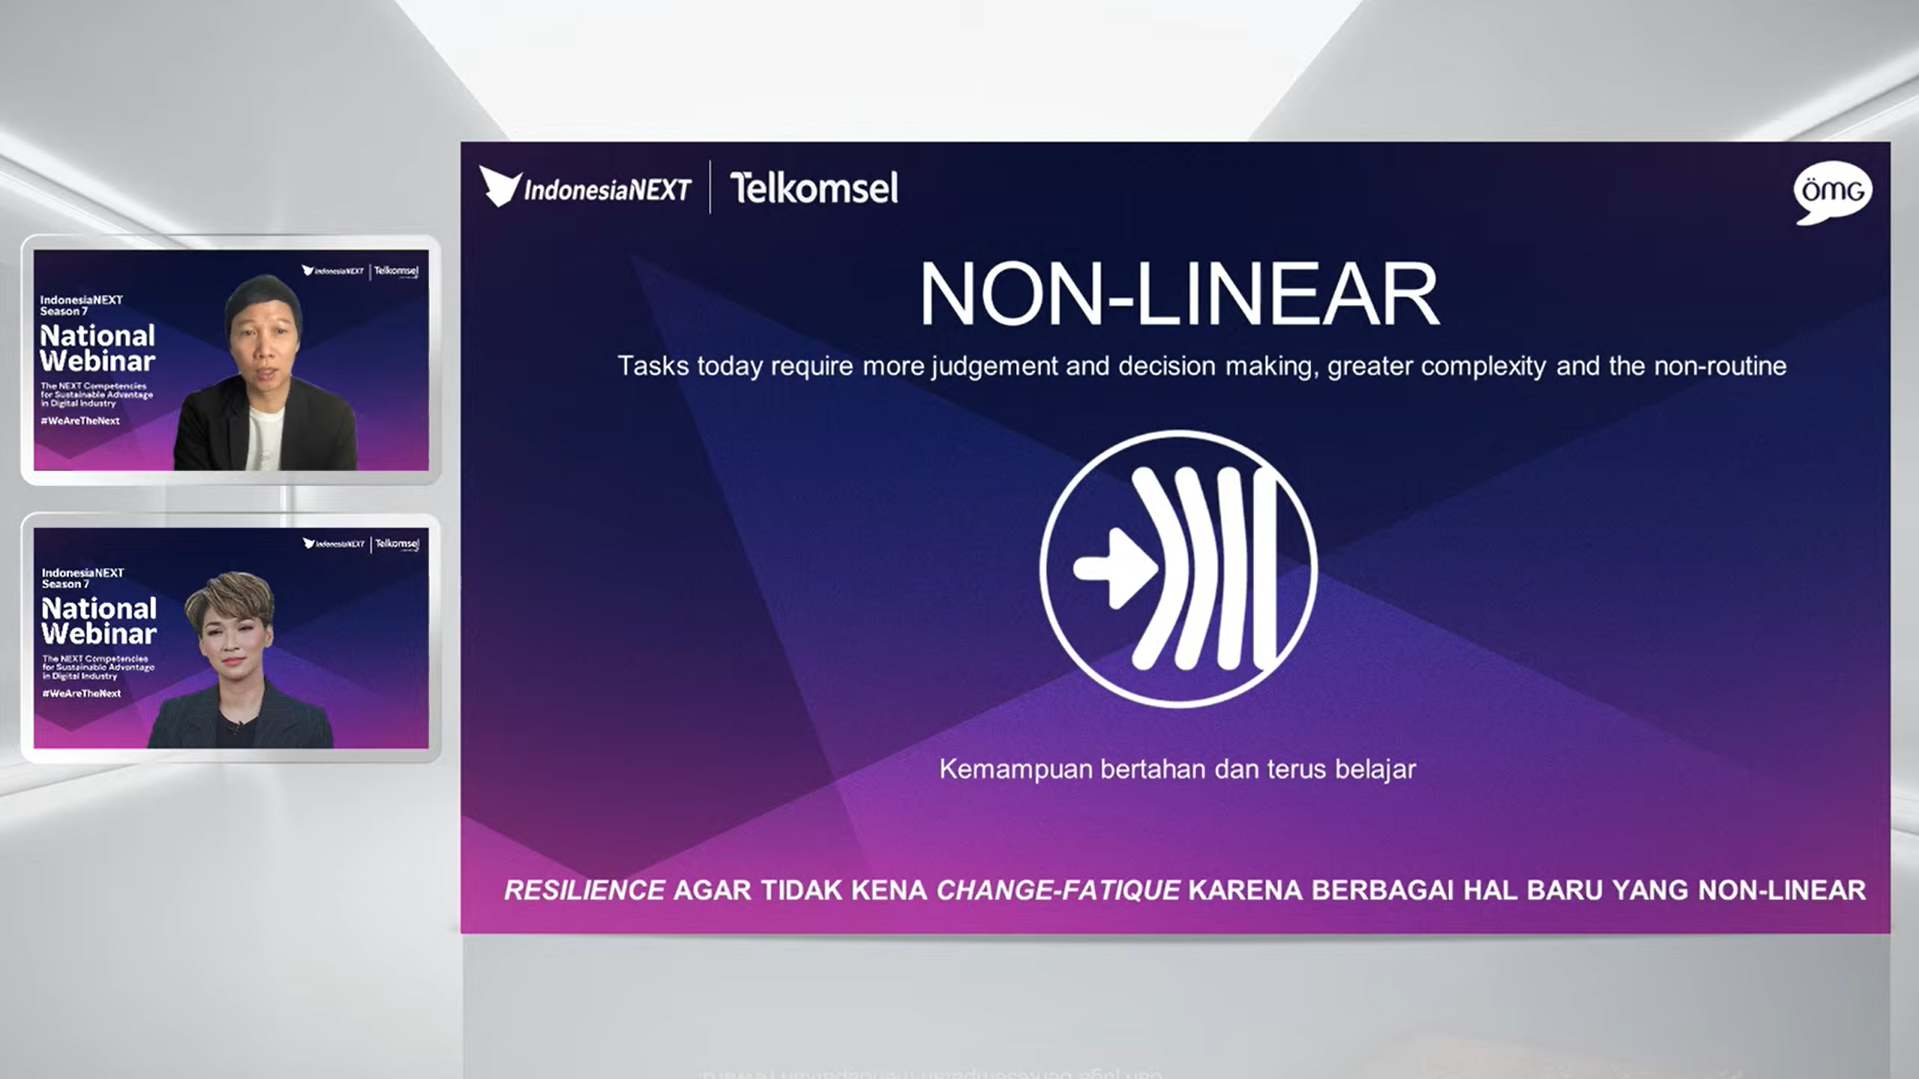 IndonesiaNEXT | Telkomsel
ÖMG
NON-LINEAR
Tasks today require more judgement and decision making, greater complexity and the non-routine
Kemampuan bertahan dan terus belajar
RESILIENCE AGAR TIDAK KENA CHANGE-FATIQUE KARENA BERBAGAI HAL BARU YANG NON-LINEAR
IndonesiaNEXT | Telkomsel
IndonesiaNEXT
Season 7
National
Webinar
The NEXT Competencies
for Sustainable Advantage
in Digital Industry
#WeAreTheNext
IndonesiaNEXT | Telkomsel
IndonesiaNEXT
Season 7
National
Webinar
The NEXT Competencies
for Sustainable Advantage
in Digital Industry
#WeAreTheNext